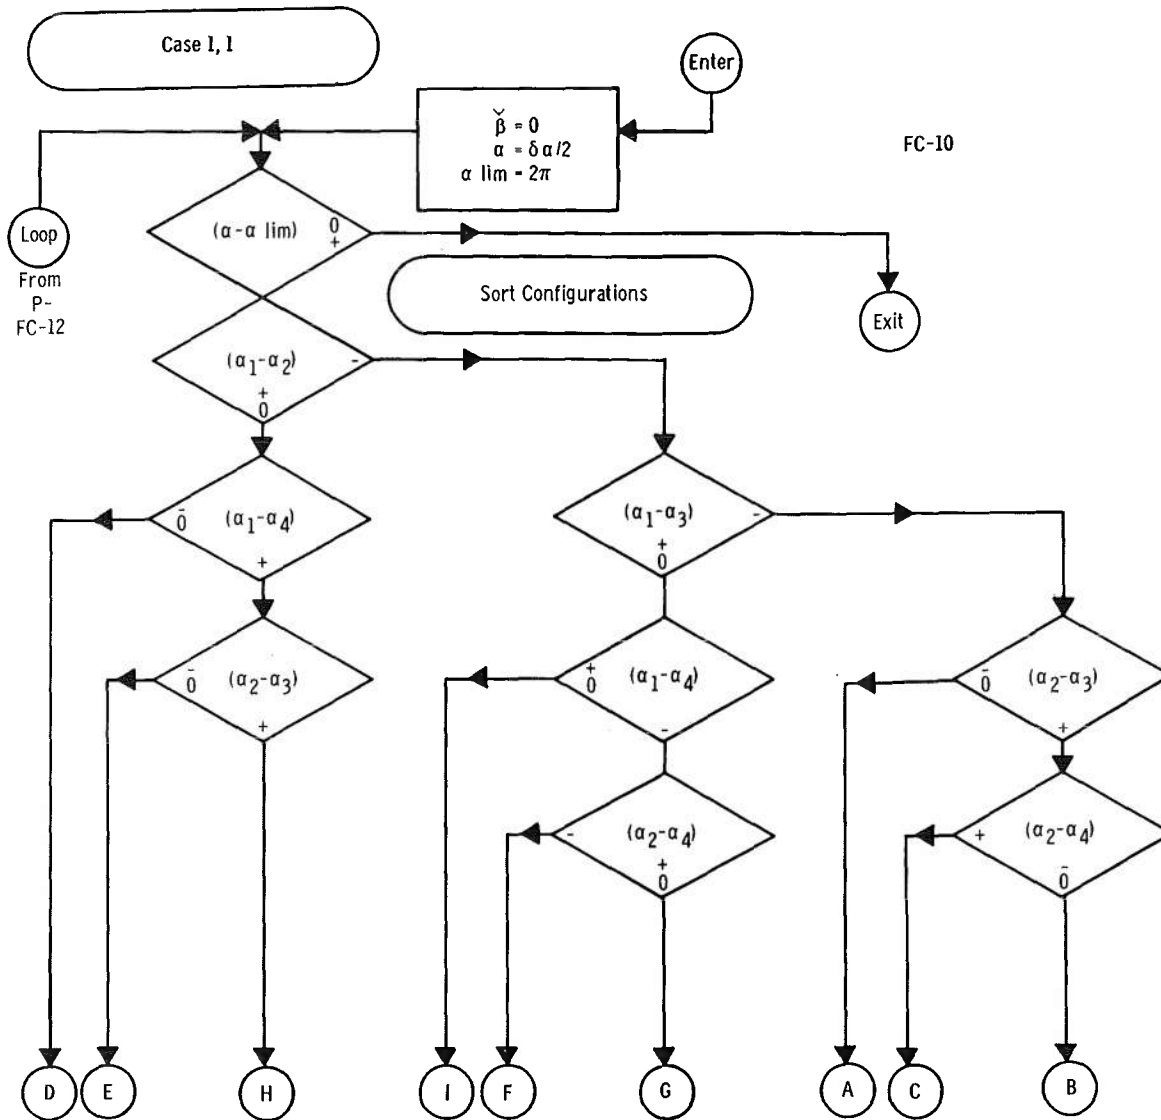 Case 1, 1
Enter
β̌ = 0
α = δα/2
α lim = 2π
FC-10
Loop
From
P-
FC-12
(α-α lim)
0
+
Sort Configurations
Exit
(α₁-α₂)
-
+
0
(α₁-α₄)
-
0
+
(α₁-α₃)
-
+
0
(α₂-α₃)
-
0
+
(α₁-α₄)
+
0
-
(α₂-α₃)
-
0
+
(α₂-α₄)
-
+
0
(α₂-α₄)
+
-
0
D
E
H
I
F
G
A
C
B